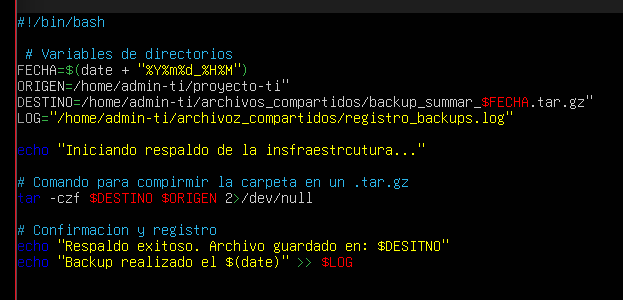 #!/bin/bash
# Variables de directorios
FECHA=$(date + "%Y%m%d_%H%M")
ORIGEN=/home/admin-ti/proyecto-ti"
DESTINO=/home/admin-ti/archivos_compartidos/backup_summar_$FECHA.tar.gz"
LOG="/home/admin-ti/archivoz_compartidos/registro_backups.log"
echo "Iniciando respaldo de la insfraestrcutura..."
# Comando para compirmir la carpeta en un .tar.gz
tar -czf $DESTINO $ORIGEN 2>/dev/null
# Confirmacion y registro
echo "Respaldo exitoso. Archivo guardado en: $DESITNO"
echo "Backup realizado el $(date)" >> $LOG